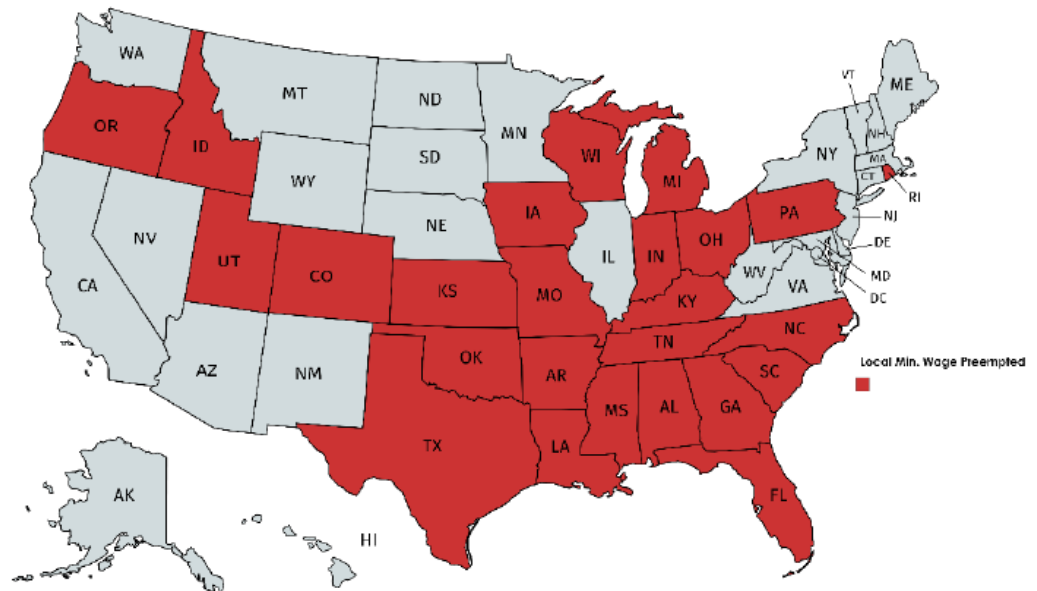 WA
MT
ND
MN
VT
ME
OR
ID
SD
WI
NY
NH
MA
CT
WY
MI
RI
IA
PA
NE
NJ
NV
UT
CO
IL
IN
OH
DE
WV
MD
CA
KS
MO
VA
DC
KY
NC
TN
AZ
NM
OK
AR
SC
Local Min. Wage Preempted
MS
AL
GA
TX
LA
FL
AK
HI